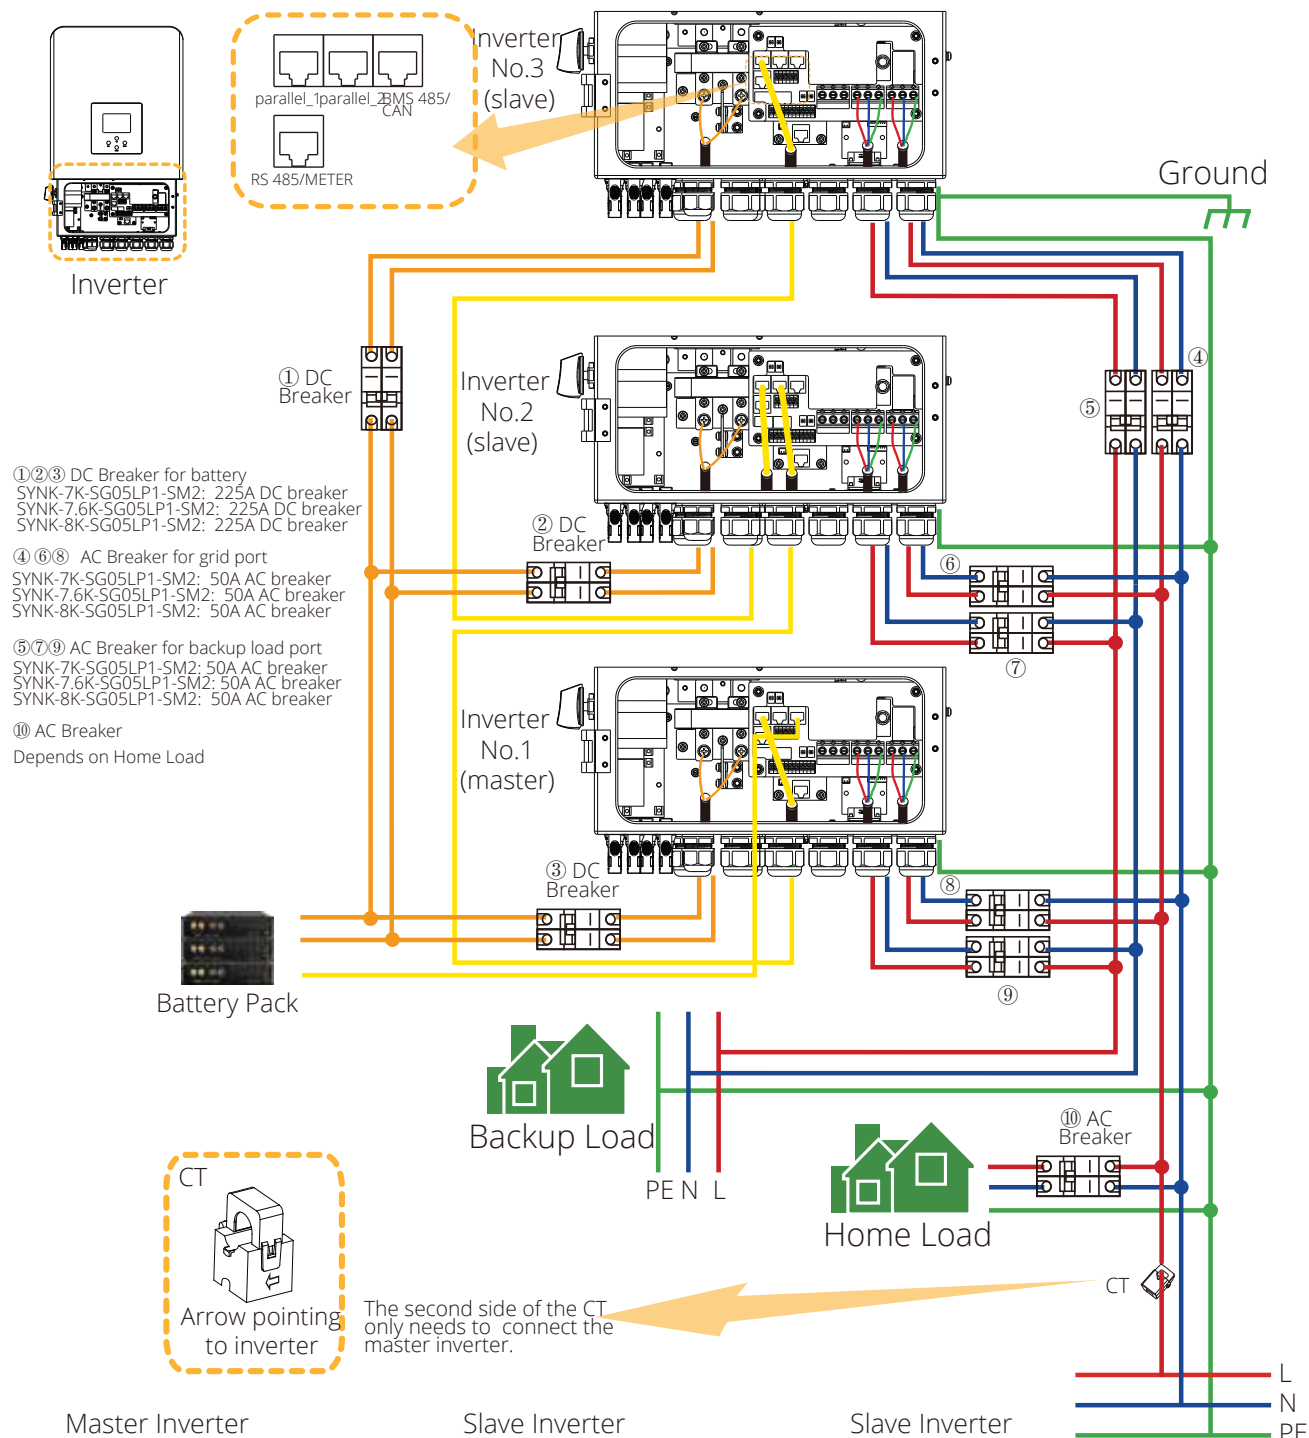 Inverter
No.3
(slave)
parallel_1
parallel_2
BMS 485/
CAN
RS 485/METER
Ground
Inverter
① DC
Breaker
Inverter
No.2
(slave)
④
⑤
①②③ DC Breaker for battery
SYNK-7K-SG05LP1-SM2: 225A DC breaker
SYNK-7.6K-SG05LP1-SM2: 225A DC breaker
SYNK-8K-SG05LP1-SM2: 225A DC breaker
② DC
Breaker
④⑥⑧ AC Breaker for grid port
SYNK-7K-SG05LP1-SM2: 50A AC breaker
SYNK-7.6K-SG05LP1-SM2: 50A AC breaker
SYNK-8K-SG05LP1-SM2: 50A AC breaker
⑥
⑦
⑤⑦⑨ AC Breaker for backup load port
SYNK-7K-SG05LP1-SM2: 50A AC breaker
SYNK-7.6K-SG05LP1-SM2: 50A AC breaker
SYNK-8K-SG05LP1-SM2: 50A AC breaker
⑩ AC Breaker
Depends on Home Load
Inverter
No.1
(master)
③ DC
Breaker
⑧
⑨
Battery Pack
Backup Load
PE N L
⑩ AC
Breaker
Home Load
CT
Arrow pointing
to inverter
The second side of the CT
only needs to connect the
master inverter.
CT
L
N
PE
Master Inverter
Slave Inverter
Slave Inverter